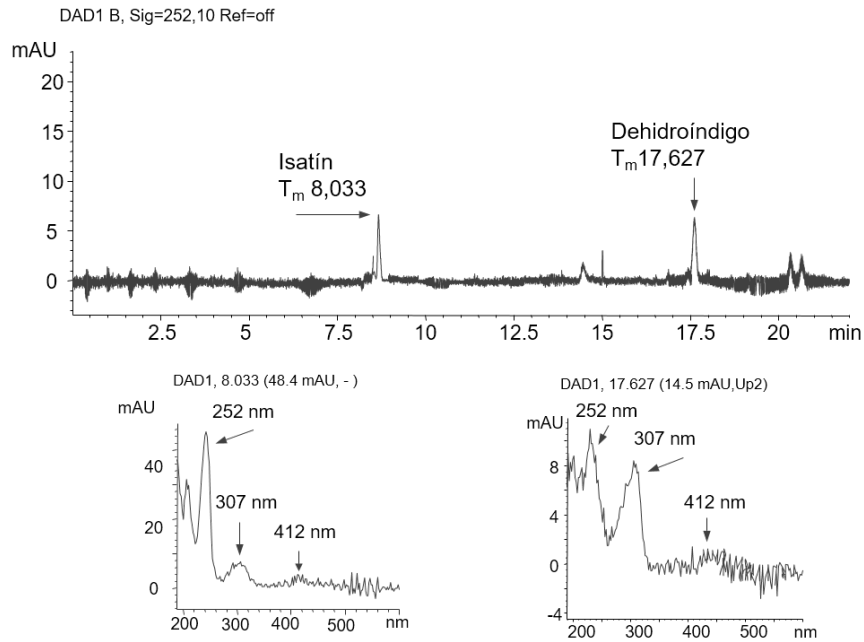 DAD1 B, Sig=252,10 Ref=off
mAU
20
15
10
5
0
Isatín
Tm 8,033
Dehidroíndigo
Tm17,627
2.5
5
7.5
10
12.5
15
17.5
20
min
DAD1, 8.033 (48.4 mAU, - )
mAU
252 nm
307 nm
412 nm
40
20
0
200
300
400
500
nm
DAD1, 17.627 (14.5 mAU,Up2)
mAU
252 nm
307 nm
412 nm
8
4
0
-4
200
300
400
500
nm